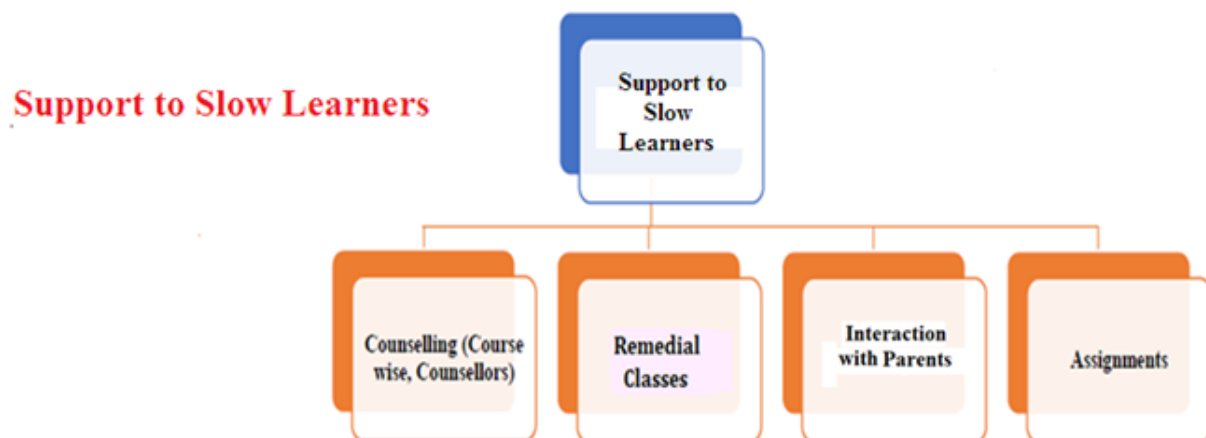 Support to Slow Learners
Support to
Slow
Learners
Counselling (Course
wise, Counsellors)
Remedial
Classes
Interaction
with Parents
Assignments